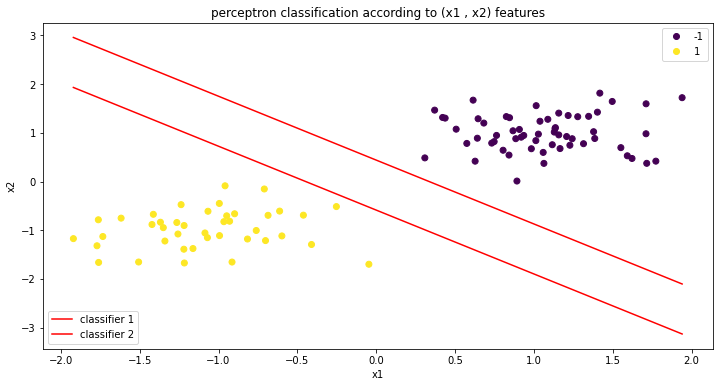 perceptron classification according to (x1 , x2) features
3
2
1
0
−1
−2
−3
x2
-1
1
classifier 1
classifier 2
−2.0 −1.5 −1.0 −0.5 0.0 0.5 1.0 1.5 2.0
x1